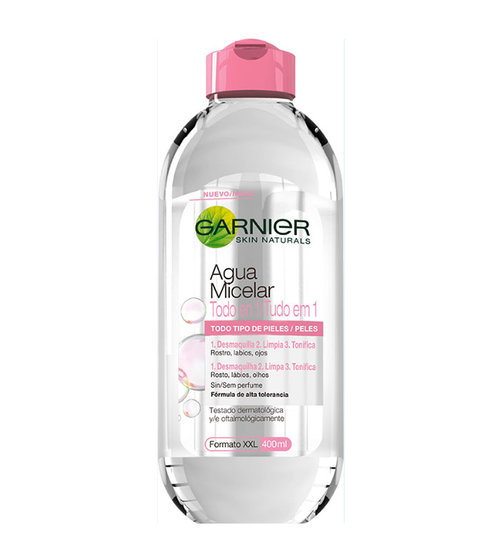 NUEVO/NOVO
GARNIER
SKIN NATURALS
Agua
Micelar
Todo en 1 Tudo em 1
TODO TIPO DE PIELES / PELES
1. Desmaquilla 2. Limpia 3. Tonifica
Rostro, labios, ojos
1. Desmaquilha 2. Limpa 3. Tonifica
Rosto, lábios, olhos
Sin/Sem perfume
Fórmula de alta tolerancia
Testado dermatológica
y/e oftalmológicamente
Formato XXL 400ml